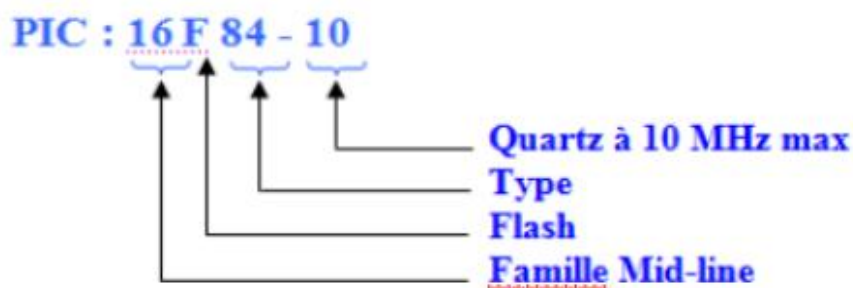 PIC : 16 F 84 - 10
Quartz à 10 MHz max
Type
Flash
Famille Mid-line